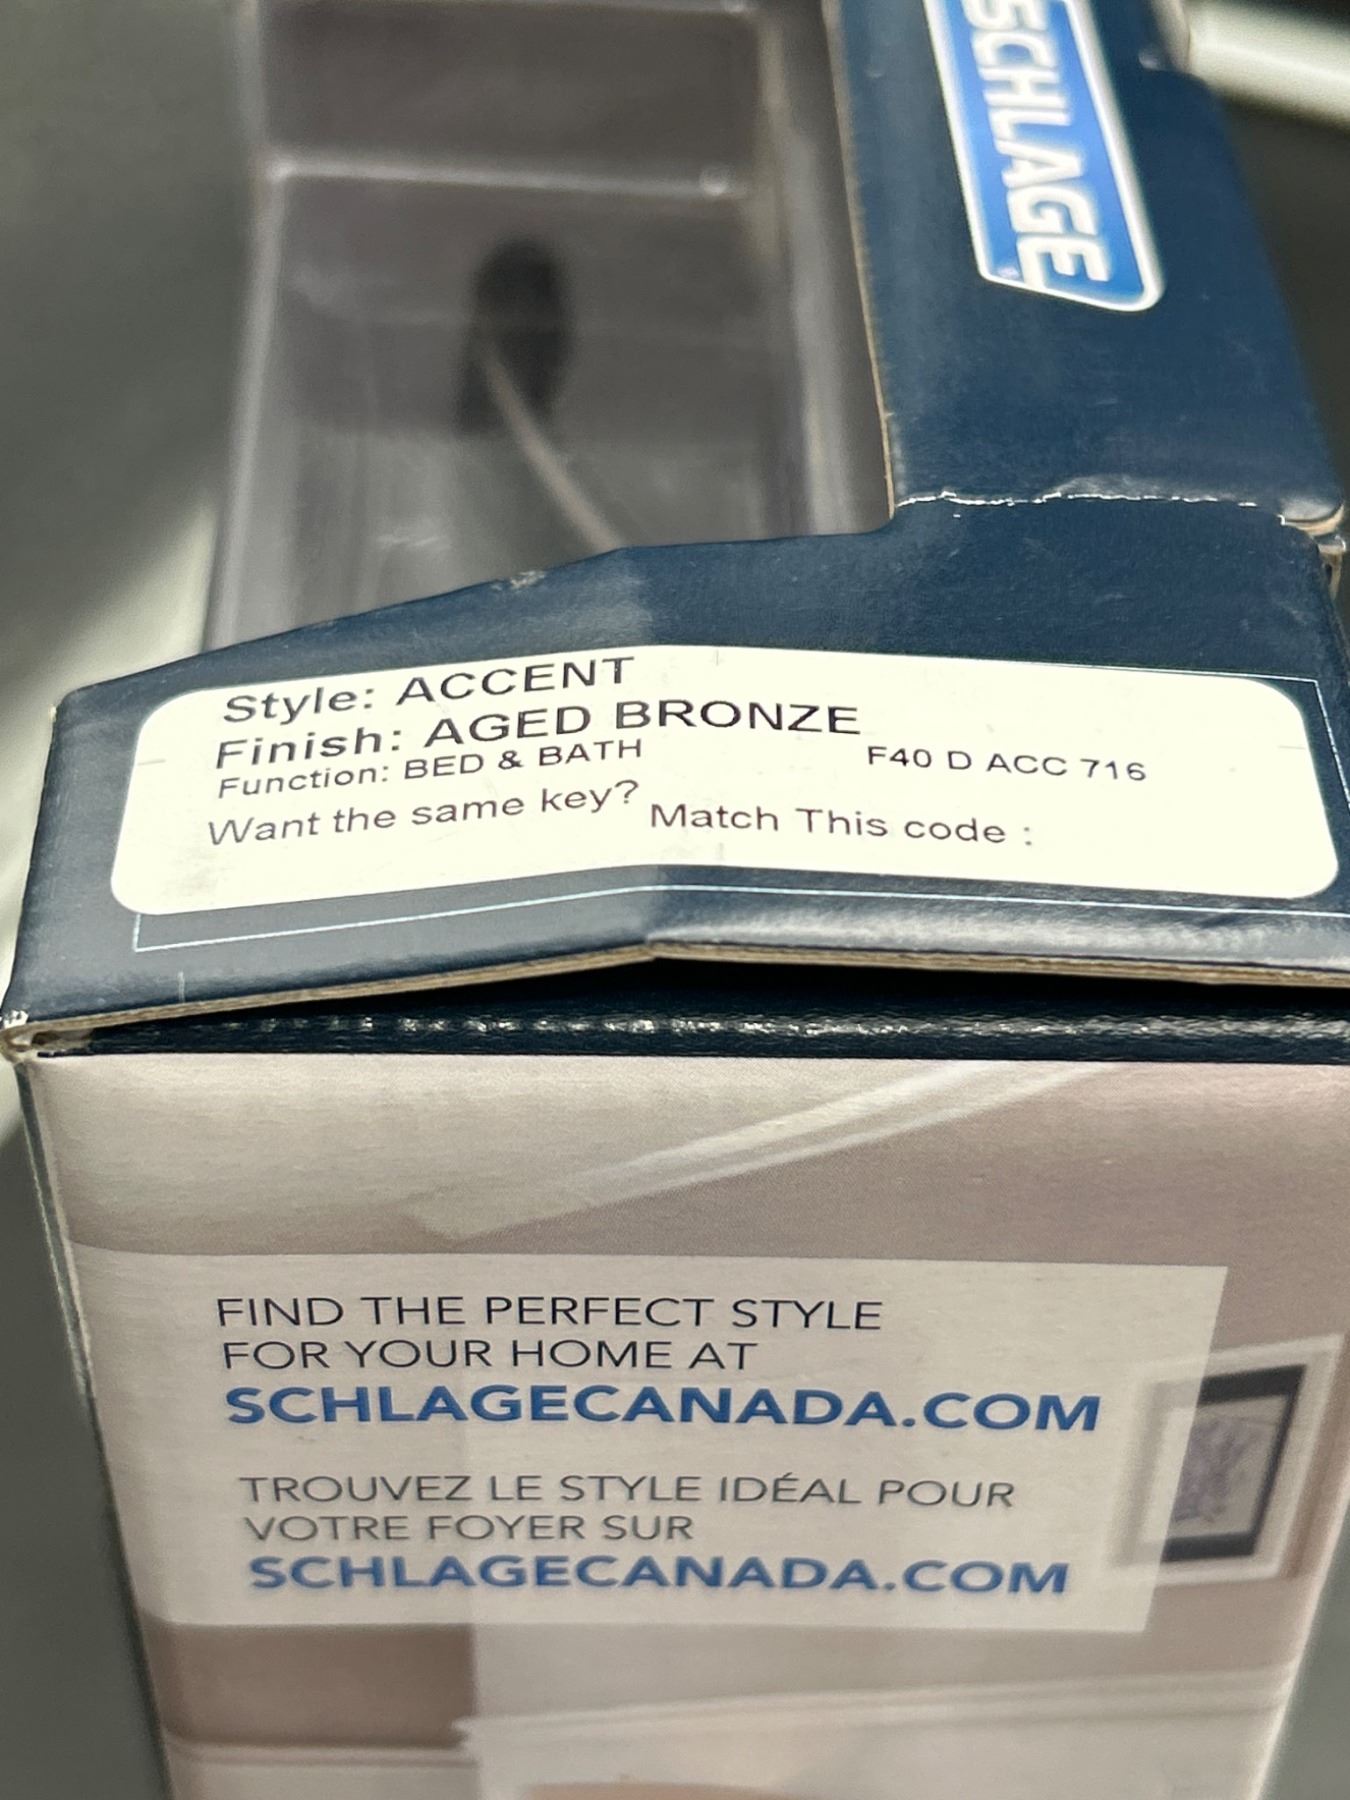 SCHLAGE
Style: ACCENT
Finish: AGED BRONZE
Function: BED & BATH F40 D ACC 716
Want the same key? Match This code :
FIND THE PERFECT STYLE
FOR YOUR HOME AT
SCHLAGECANADA.COM
TROUVEZ LE STYLE IDÉAL POUR
VOTRE FOYER SUR
SCHLAGECANADA.COM